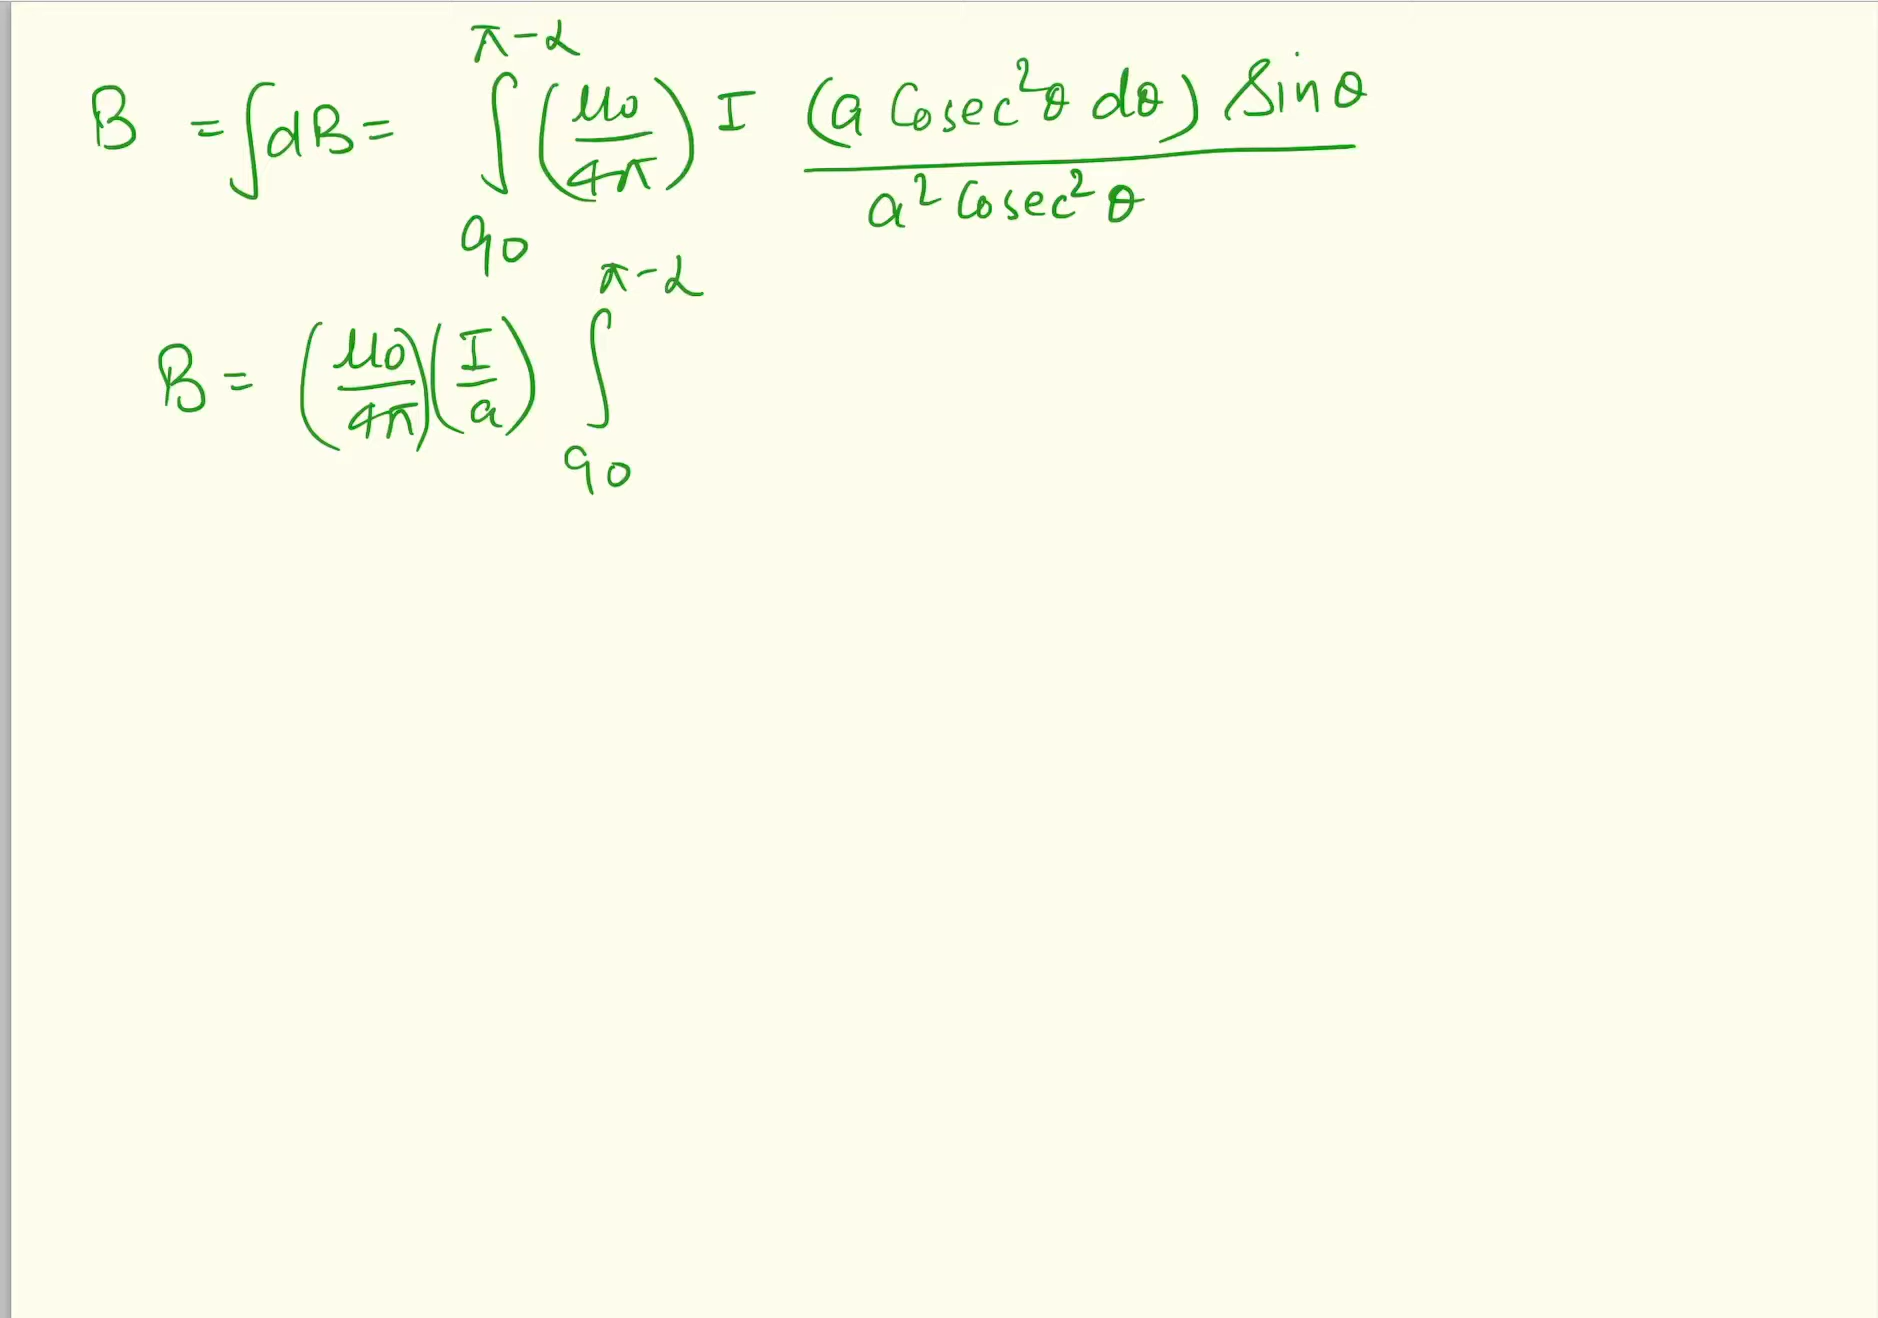 B = ∫dB = ∫_{90}^{π-α} (μ0/4π) I (a Cosec²θ dθ) Sinθ / a² Cosec²θ
B = (μ0/4π)(I/a) ∫_{90}^{π-α}